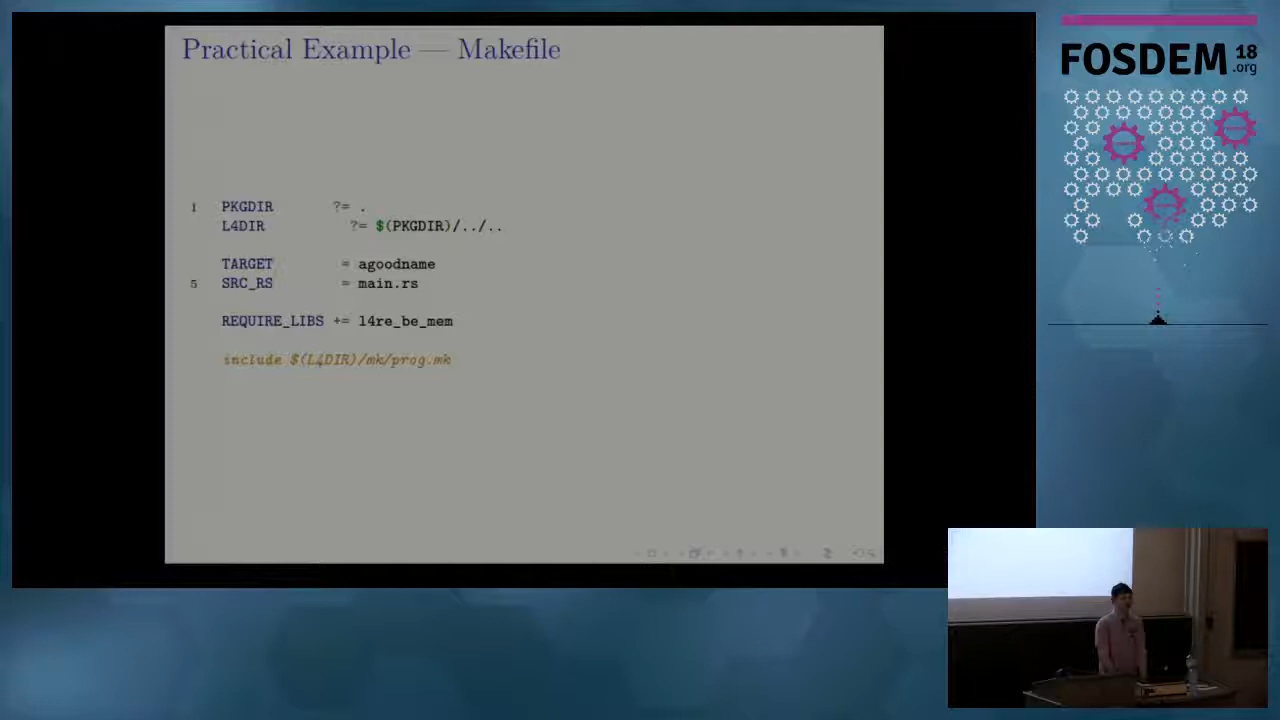 Practical Example — Makefile
1 PKGDIR ?= .
L4DIR ?= $(PKGDIR)/../..
TARGET = agoodname
5 SRC_RS = main.rs
REQUIRE_LIBS += l4re_be_mem
include $(L4DIR)/mk/prog.mk
FOSDEM 18
.org